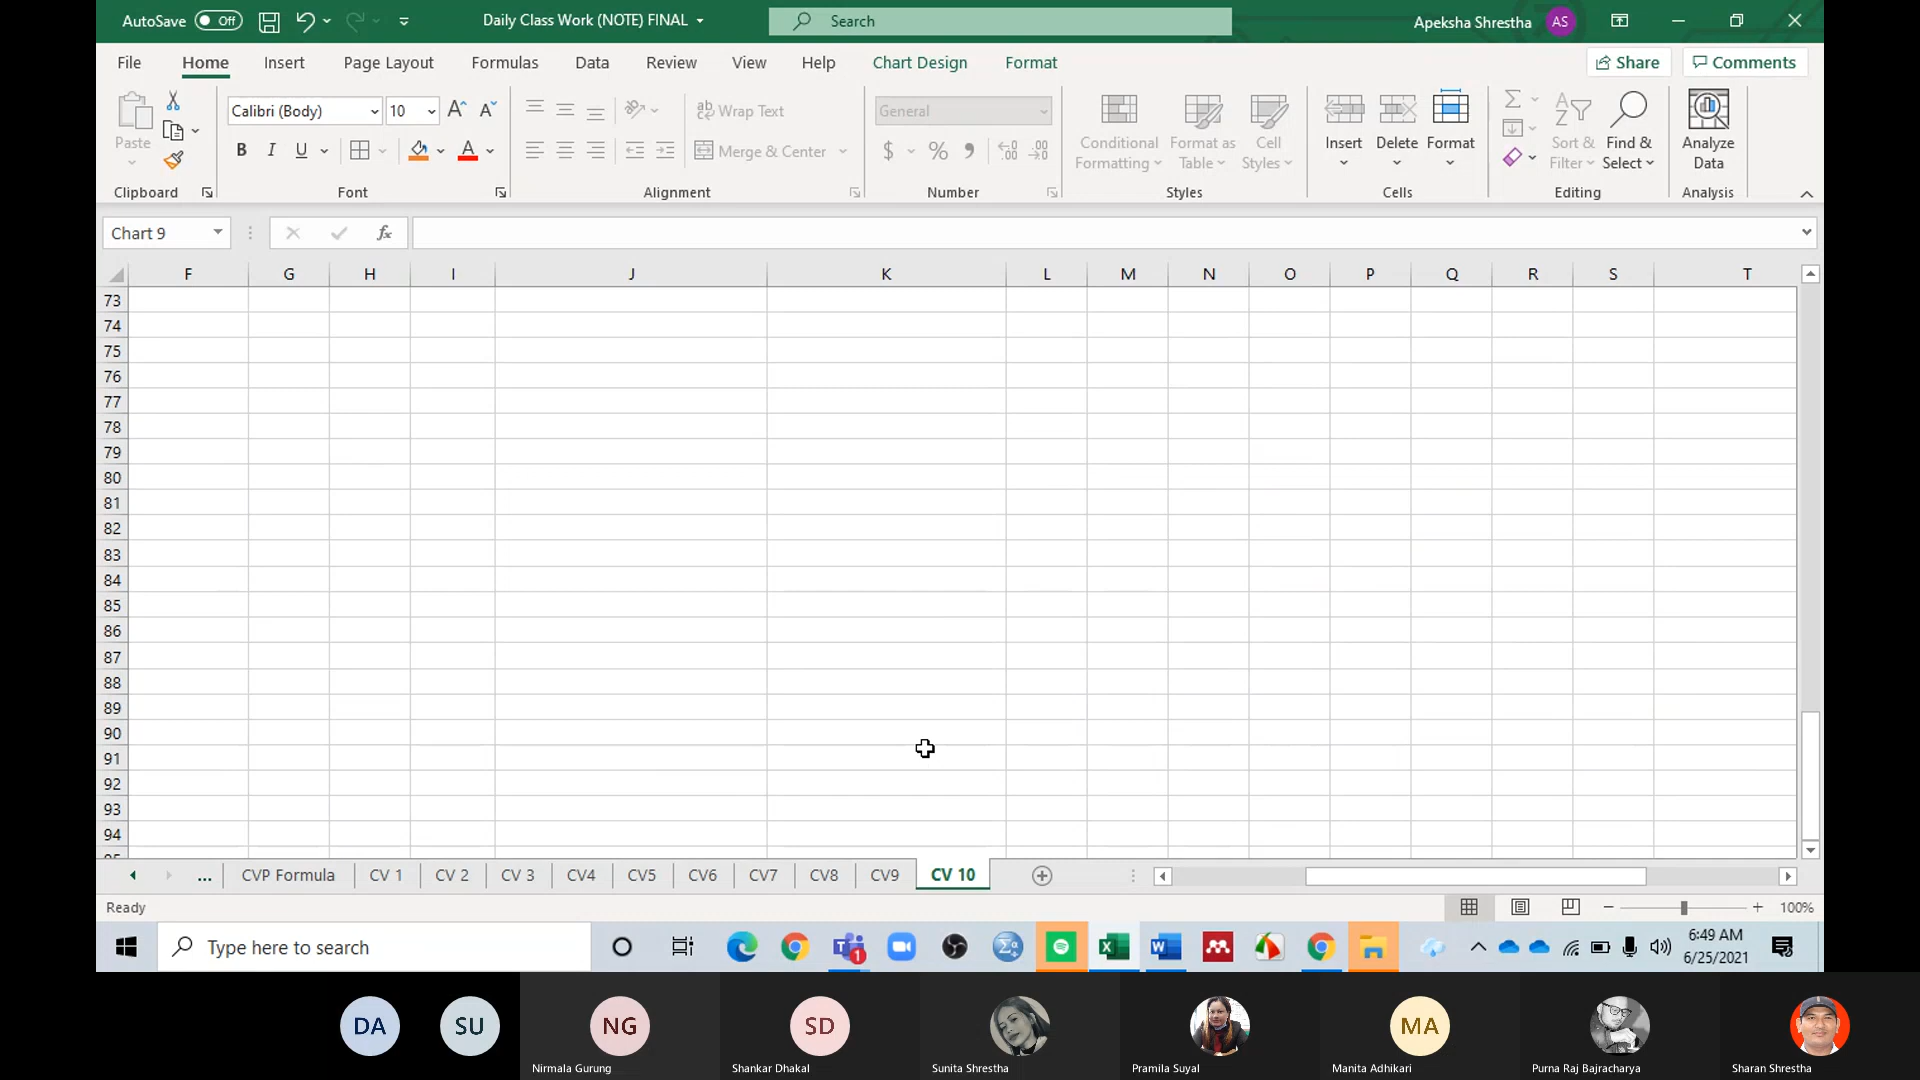 AutoSave Off Daily Class Work (NOTE) FINAL Search Apeksha Shrestha AS
File Home Insert Page Layout Formulas Data Review View Help Chart Design Format Share Comments
Paste
Calibri (Body) 10
Wrap Text
General
Conditional Formatting
Format as Table
Cell Styles
Insert
Delete
Format
Sort & Filter
Find & Select
Analyze Data
B I U A
Merge & Center
$ % 9
Clipboard Font Alignment Number Styles Cells Editing Analysis
Chart 9 fx
F G H I J K L M N O P Q R S T
73
74
75
76
77
78
79
80
81
82
83
84
85
86
87
88
89
90
91
92
93
94
95
... CVP Formula CV 1 CV 2 CV 3 CV4 CV5 CV6 CV7 CV8 CV9 CV 10
Ready 100%
Type here to search
6:49 AM
6/25/2021
DA SU NG SD MA
Nirmala Gurung Shankar Dhakal Sunita Shrestha Pramila Suyal Manita Adhikari Purna Raj Bajracharya Sharan Shrestha